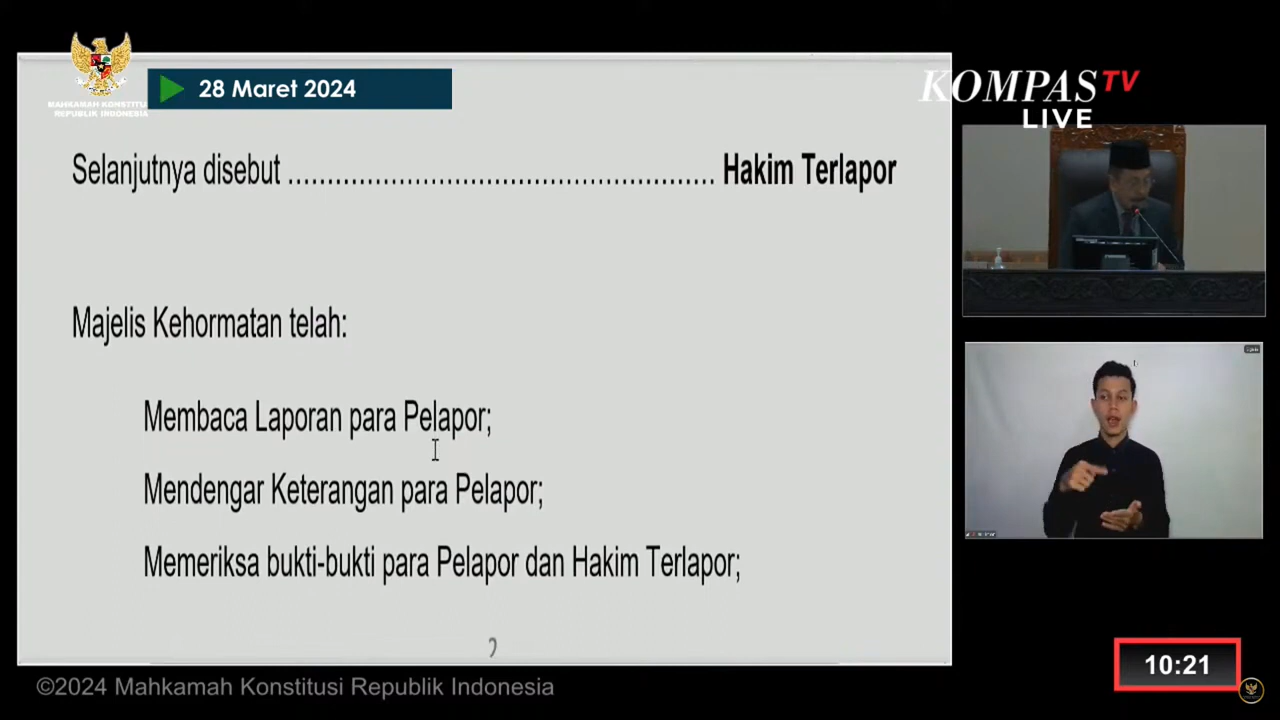 MAHKAMAH KONSTITUSI
REPUBLIK INDONESIA
28 Maret 2024
KOMPAS TV
LIVE
Selanjutnya disebut ...................................................... Hakim Terlapor
Majelis Kehormatan telah:
Membaca Laporan para Pelapor;
Mendengar Keterangan para Pelapor;
Memeriksa bukti-bukti para Pelapor dan Hakim Terlapor;
2
©2024 Mahkamah Konstitusi Republik Indonesia
10:21